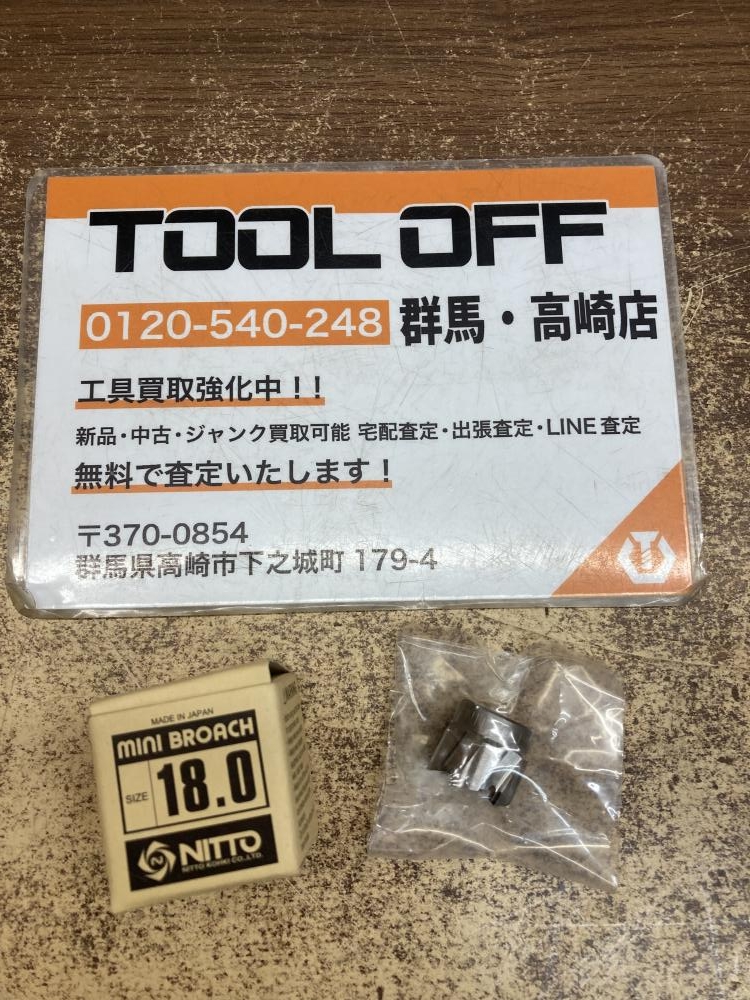 TOOL OFF
0120-540-248 群馬・高崎店
工具買取強化中！！
新品・中古・ジャンク買取可能 宅配査定・出張査定・LINE査定
無料で査定いたします！
〒370-0854
群馬県高崎市下之城町 179-4
MADE IN JAPAN
MINI BROACH
SIZE 18.0
NITTO
NITTO KOHKI CO.,LTD.